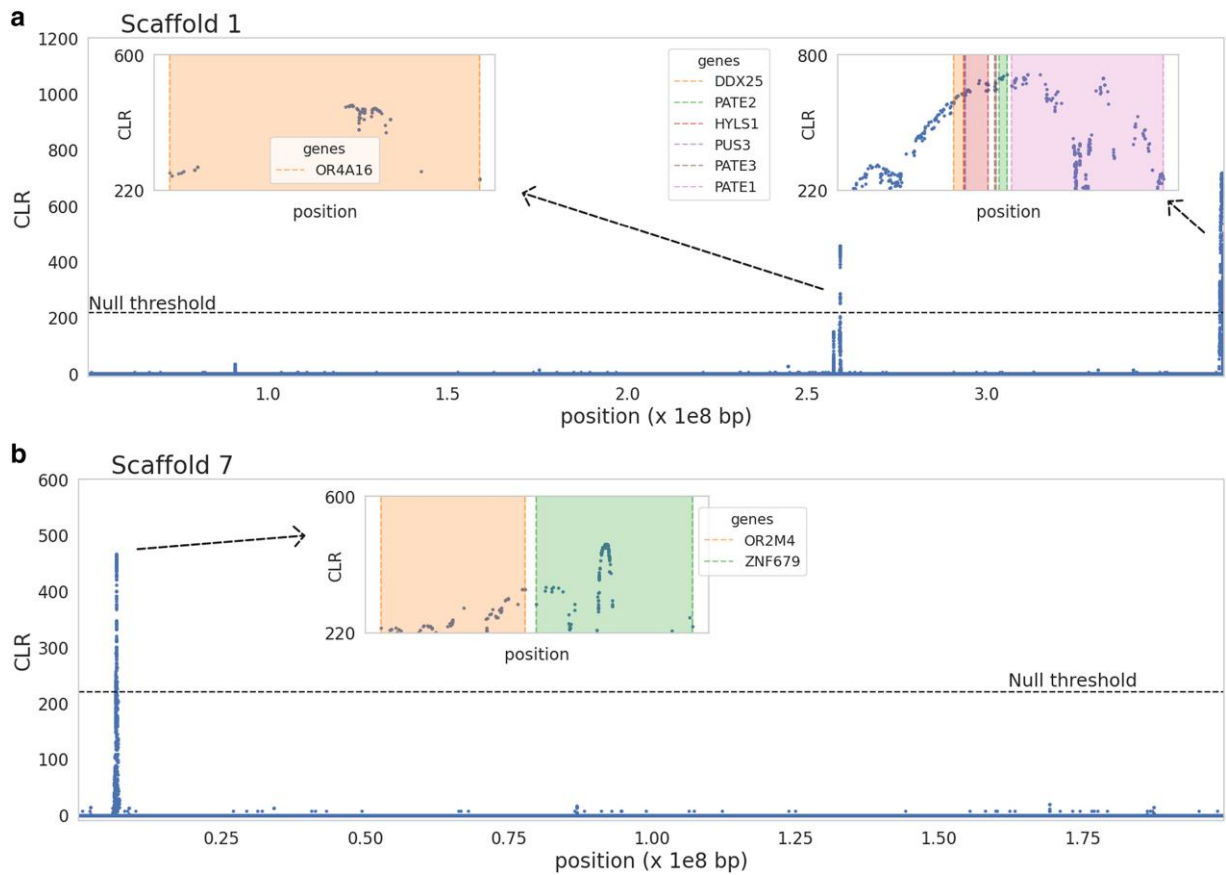 a
Scaffold 1
1200
1000
800
600
400
200
0
CLR
600
220
CLR
genes
OR4A16
position
genes
DDX25
PATE2
HYLS1
PUS3
PATE3
PATE1
800
220
CLR
position
Null threshold
1.0 1.5 2.0 2.5 3.0
position (x 1e8 bp)
b
Scaffold 7
600
500
400
300
200
100
0
CLR
600
220
CLR
position
genes
OR2M4
ZNF679
Null threshold
0.25 0.50 0.75 1.00 1.25 1.50 1.75
position (x 1e8 bp)